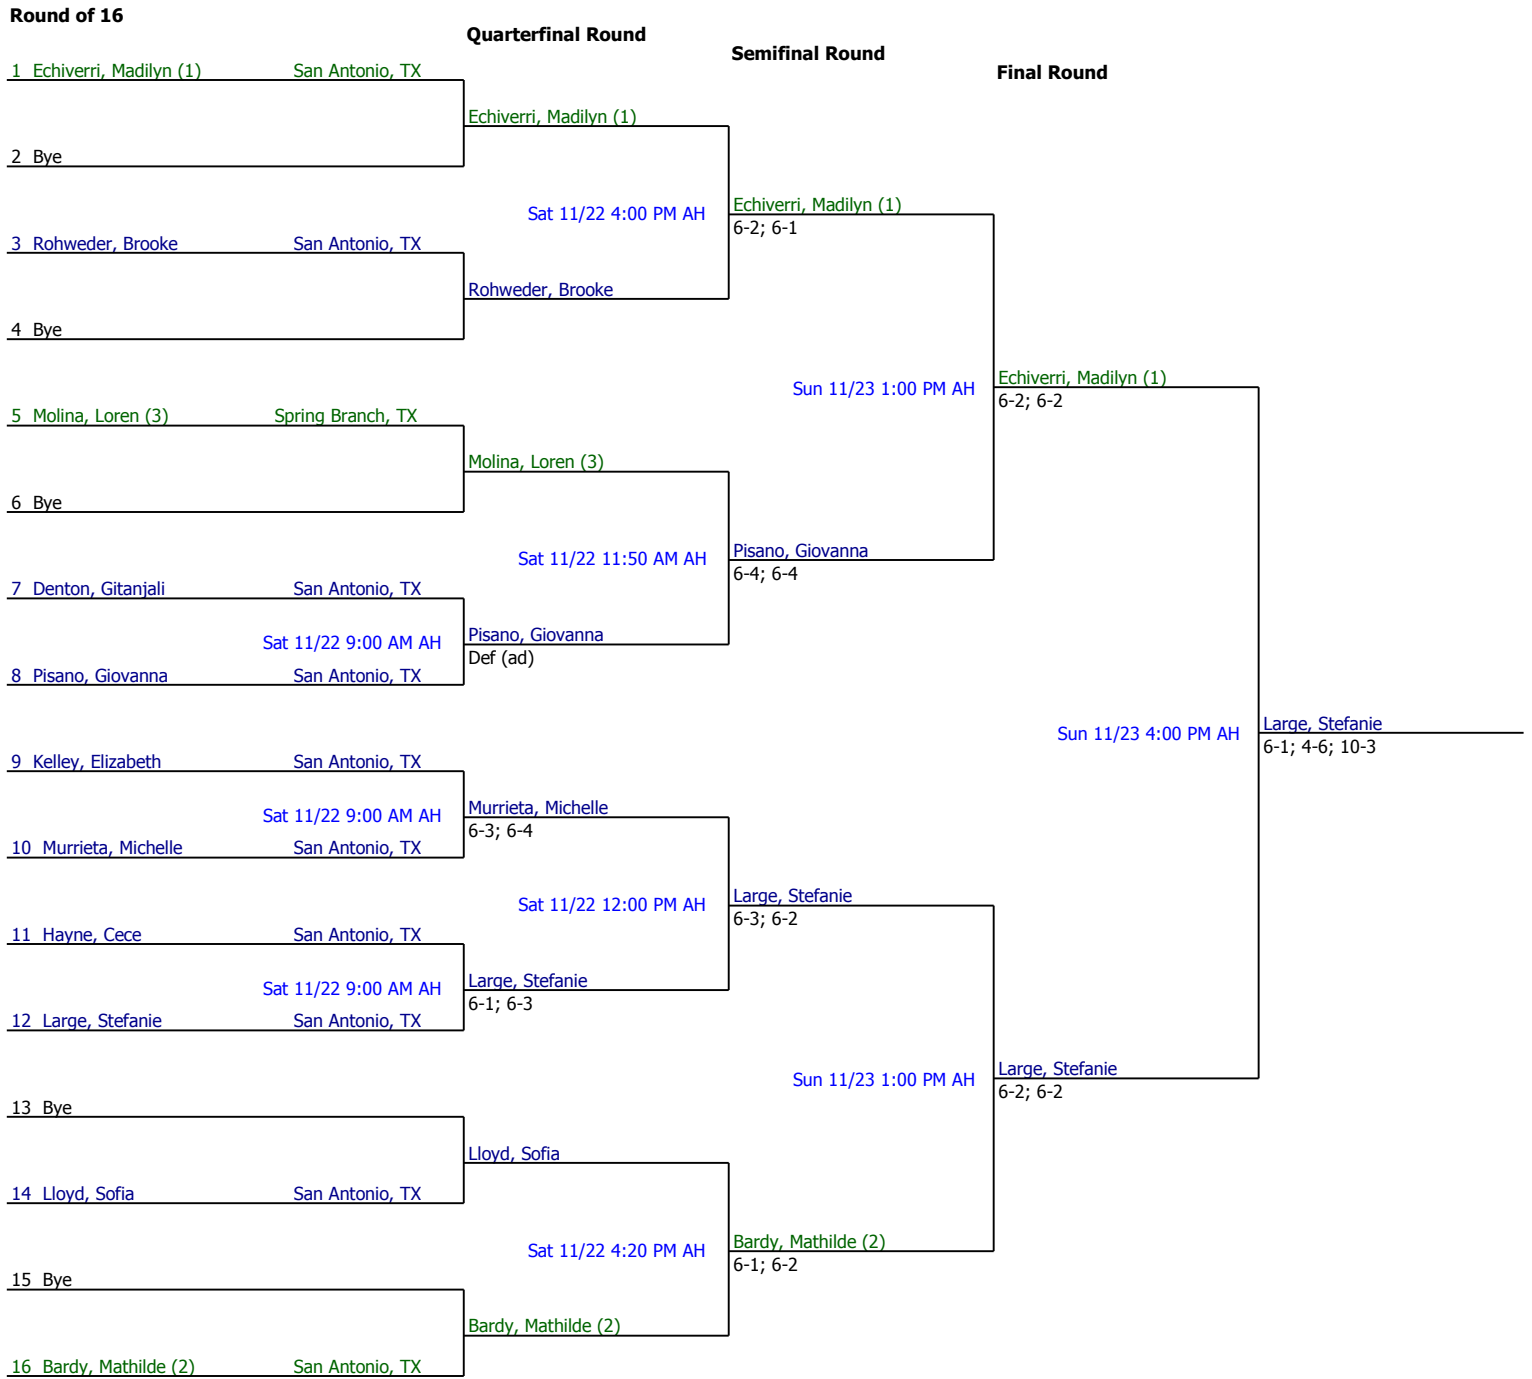 Round of 16
Quarterfinal Round
Semifinal Round
Final Round
1 Echiverri, Madilyn (1) San Antonio, TX
Echiverri, Madilyn (1)
2 Bye
Sat 11/22 4:00 PM AH
Echiverri, Madilyn (1)
6-2; 6-1
3 Rohweder, Brooke San Antonio, TX
Rohweder, Brooke
4 Bye
Sun 11/23 1:00 PM AH
Echiverri, Madilyn (1)
6-2; 6-2
5 Molina, Loren (3) Spring Branch, TX
Molina, Loren (3)
6 Bye
Sat 11/22 11:50 AM AH
Pisano, Giovanna
6-4; 6-4
7 Denton, Gitanjali San Antonio, TX
Sat 11/22 9:00 AM AH
Pisano, Giovanna
Def (ad)
8 Pisano, Giovanna San Antonio, TX
Sun 11/23 4:00 PM AH
Large, Stefanie
6-1; 4-6; 10-3
9 Kelley, Elizabeth San Antonio, TX
Sat 11/22 9:00 AM AH
Murrieta, Michelle
6-3; 6-4
10 Murrieta, Michelle San Antonio, TX
Sat 11/22 12:00 PM AH
Large, Stefanie
6-3; 6-2
11 Hayne, Cece San Antonio, TX
Sat 11/22 9:00 AM AH
Large, Stefanie
6-1; 6-3
12 Large, Stefanie San Antonio, TX
Sun 11/23 1:00 PM AH
Large, Stefanie
6-2; 6-2
13 Bye
Lloyd, Sofia
14 Lloyd, Sofia San Antonio, TX
Sat 11/22 4:20 PM AH
Bardy, Mathilde (2)
6-1; 6-2
15 Bye
Bardy, Mathilde (2)
16 Bardy, Mathilde (2) San Antonio, TX